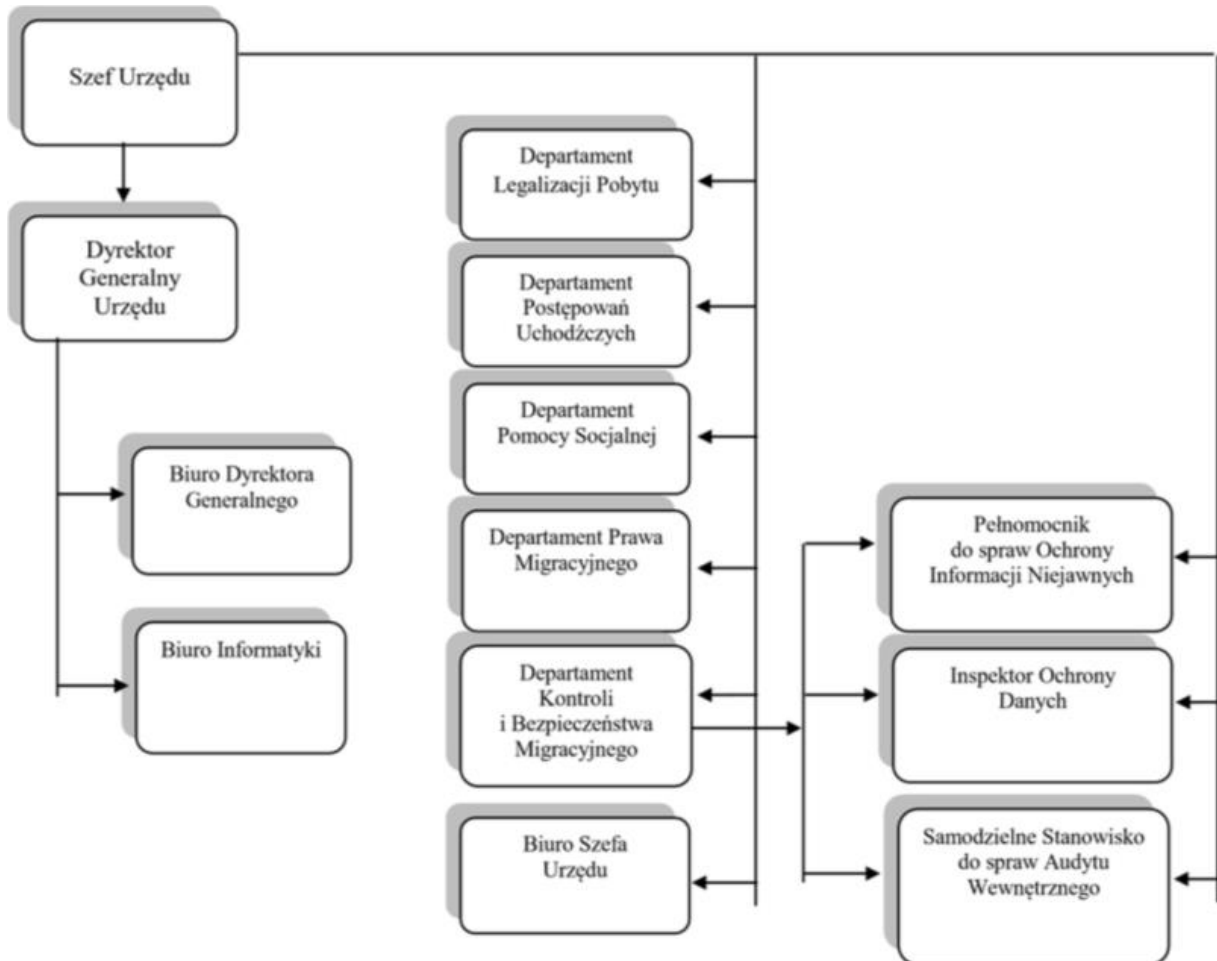 Szef Urzędu
Dyrektor
Generalny
Urzędu
Biuro Dyrektora
Generalnego
Biuro Informatyki
Departament
Legalizacji Pobytu
Departament
Postępowań
Uchodźczych
Departament
Pomocy Socjalnej
Departament Prawa
Migracyjnego
Departament
Kontroli
i Bezpieczeństwa
Migracyjnego
Biuro Szefa
Urzędu
Pełnomocnik
do spraw Ochrony
Informacji Niejawnych
Inspektor Ochrony
Danych
Samodzielne Stanowisko
do spraw Audytu
Wewnętrznego